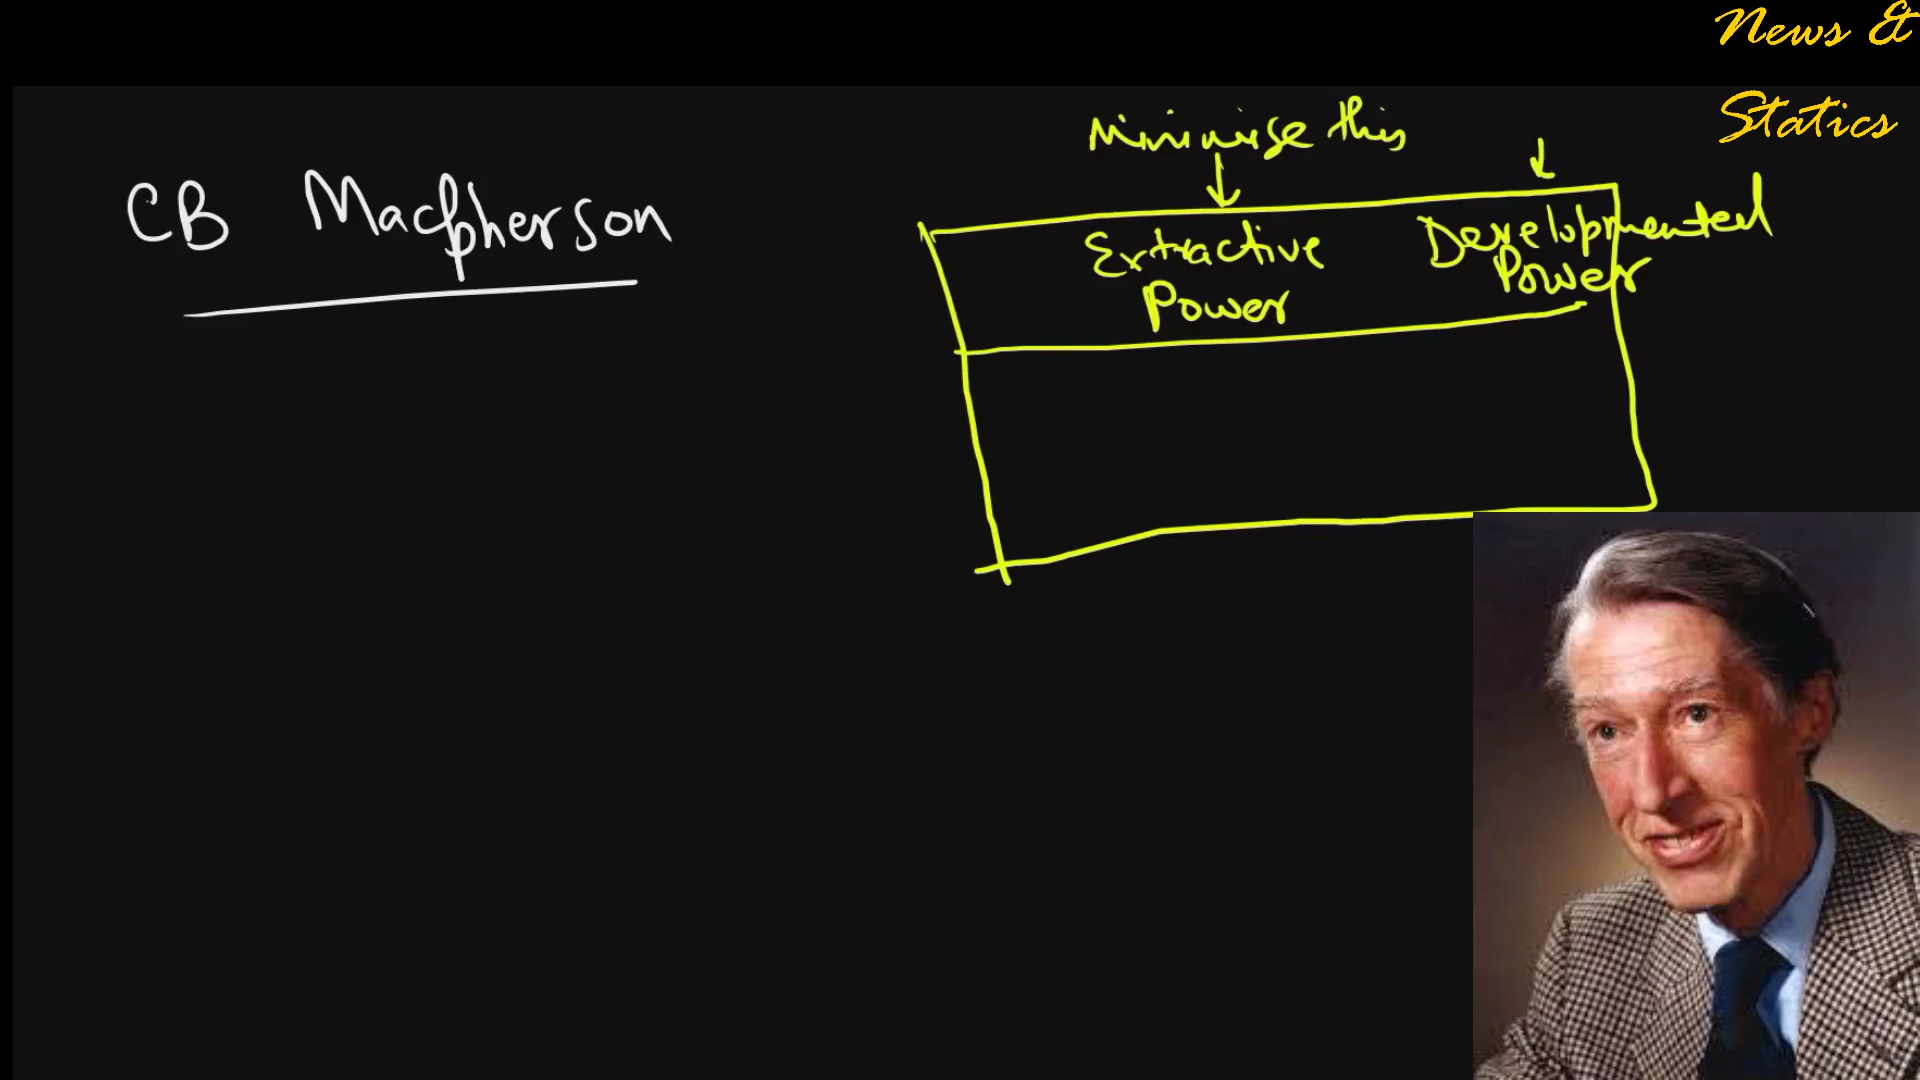 News &
Statics
CB Macpherson
Minimise this
Extractive
Power
Developmental
Power